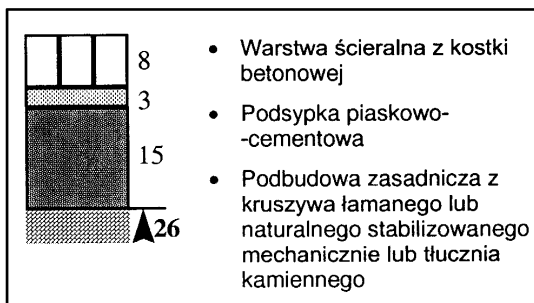 8
3
15
26
• Warstwa ścieralna z kostki
betonowej
• Podsypka piaskowo-
-cementowa
• Podbudowa zasadnicza z
kruszywa łamanego lub
naturalnego stabilizowanego
mechanicznie lub tłucznia
kamiennego